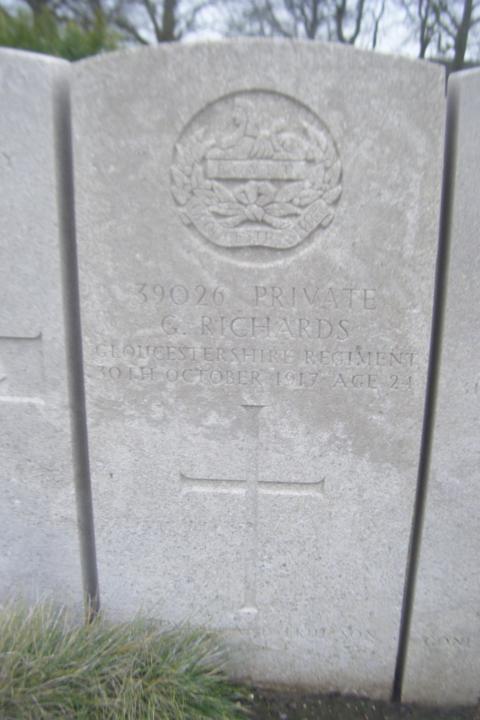 39026 PRIVATE
G. RICHARDS
GLOUCESTERSHIRE REGIMENT
30TH OCTOBER 1917 AGE 24